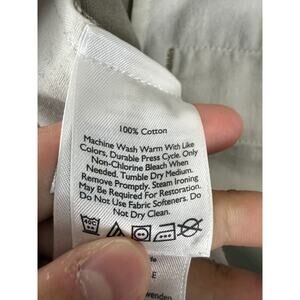 100% Cotton
Machine Wash Warm With Like
Colors, Durable Press Cycle. Only
Non-Chlorine Bleach When
Needed. Tumble Dry Medium.
Remove Promptly. Steam Ironing
May Be Required For Restoration.
Do Not Use Fabric Softeners. Do
Not Dry Clean.
40C